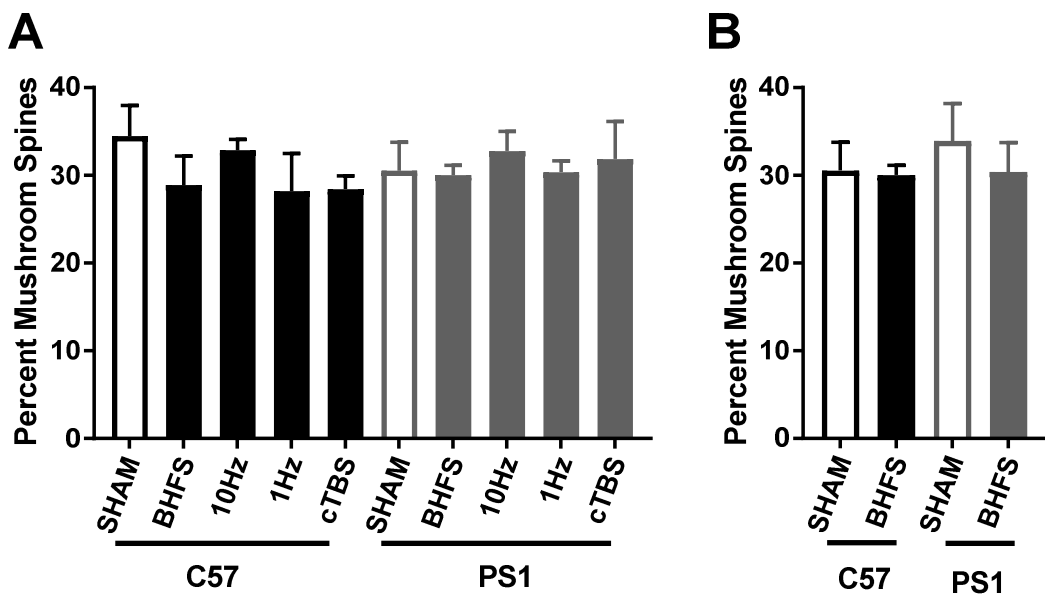 A
Percent Mushroom Spines
40
30
20
10
0
SHAM
BHFS
10Hz
1Hz
cTBS
SHAM
BHFS
10Hz
1Hz
cTBS
C57
PS1
B
Percent Mushroom Spines
40
30
20
10
0
SHAM
BHFS
SHAM
BHFS
C57
PS1